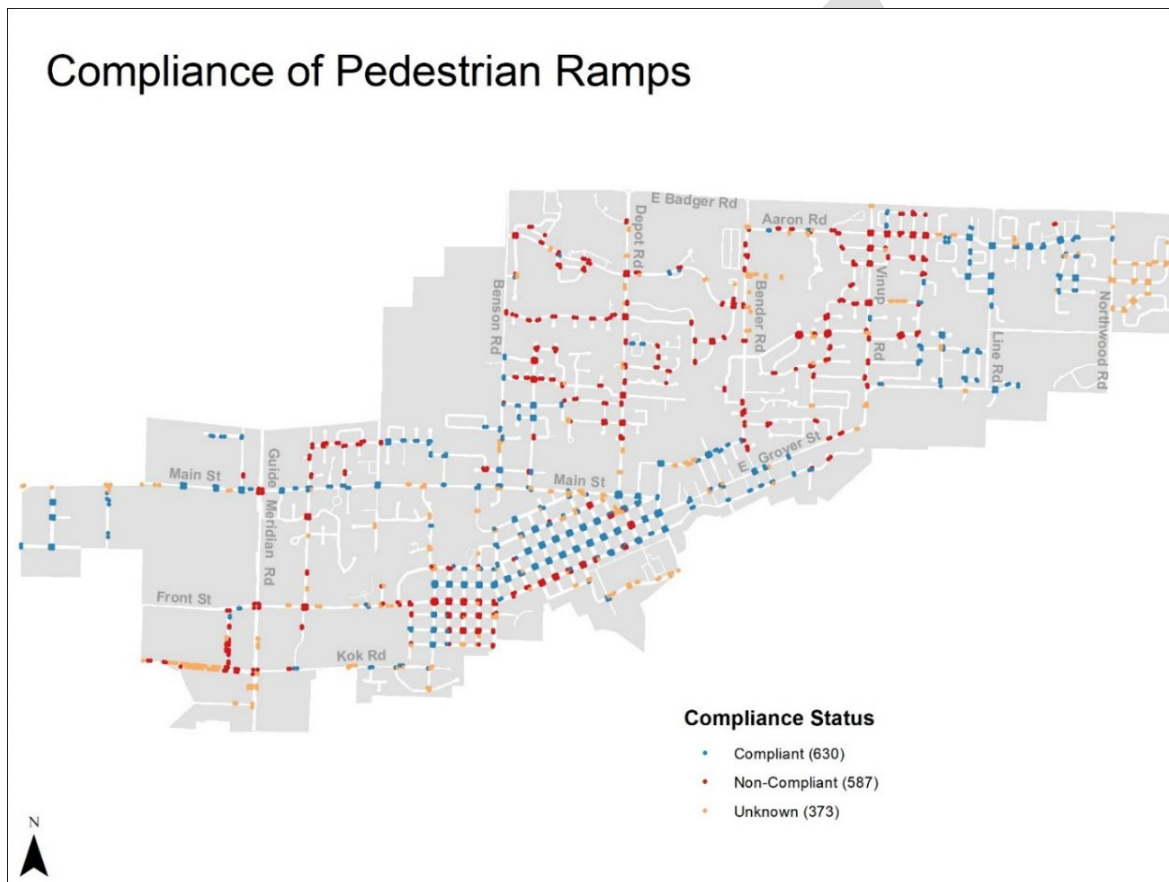 Compliance of Pedestrian Ramps
E Badger Rd
Aaron Rd
Depot Rd
Benson Rd
Bender Rd
Vinup
Rd
Line Rd
Northwood Rd
E Grover St
Main St
Main St
Guide
Meridian Rd
Front St
Kok Rd
Compliance Status
Compliant (630)
Non-Compliant (587)
Unknown (373)
N